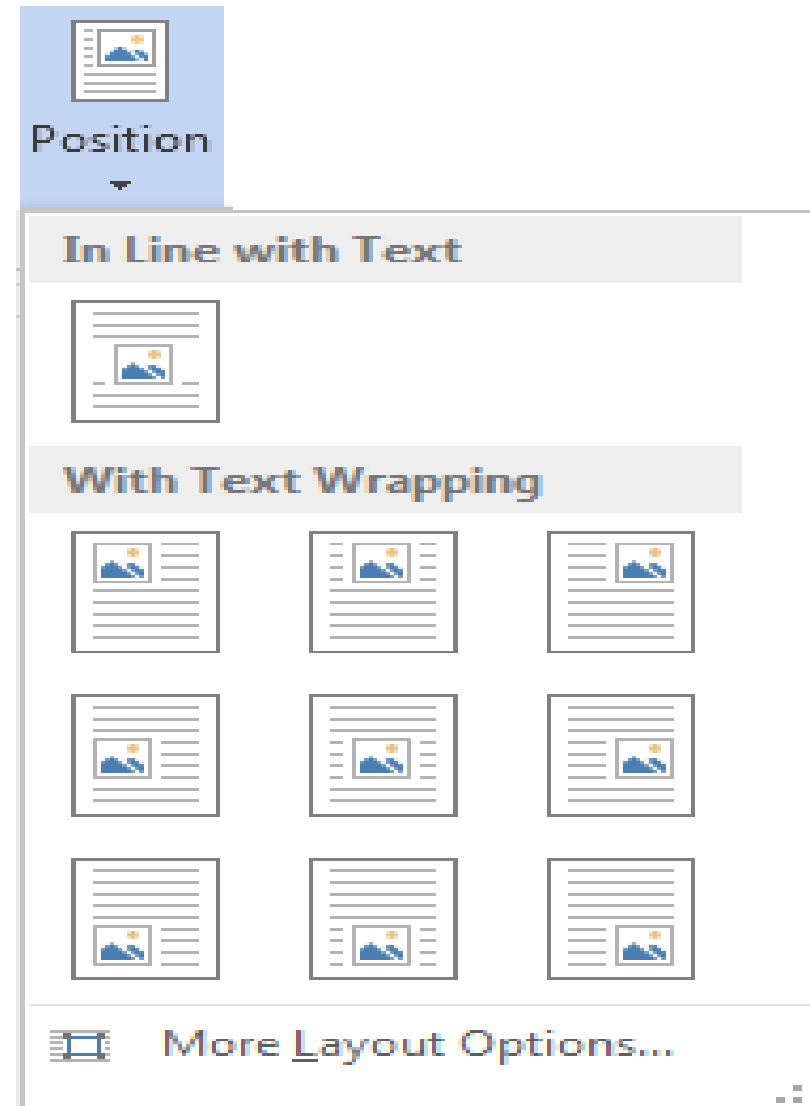 Position
In Line with Text
With Text Wrapping
More Layout Options...